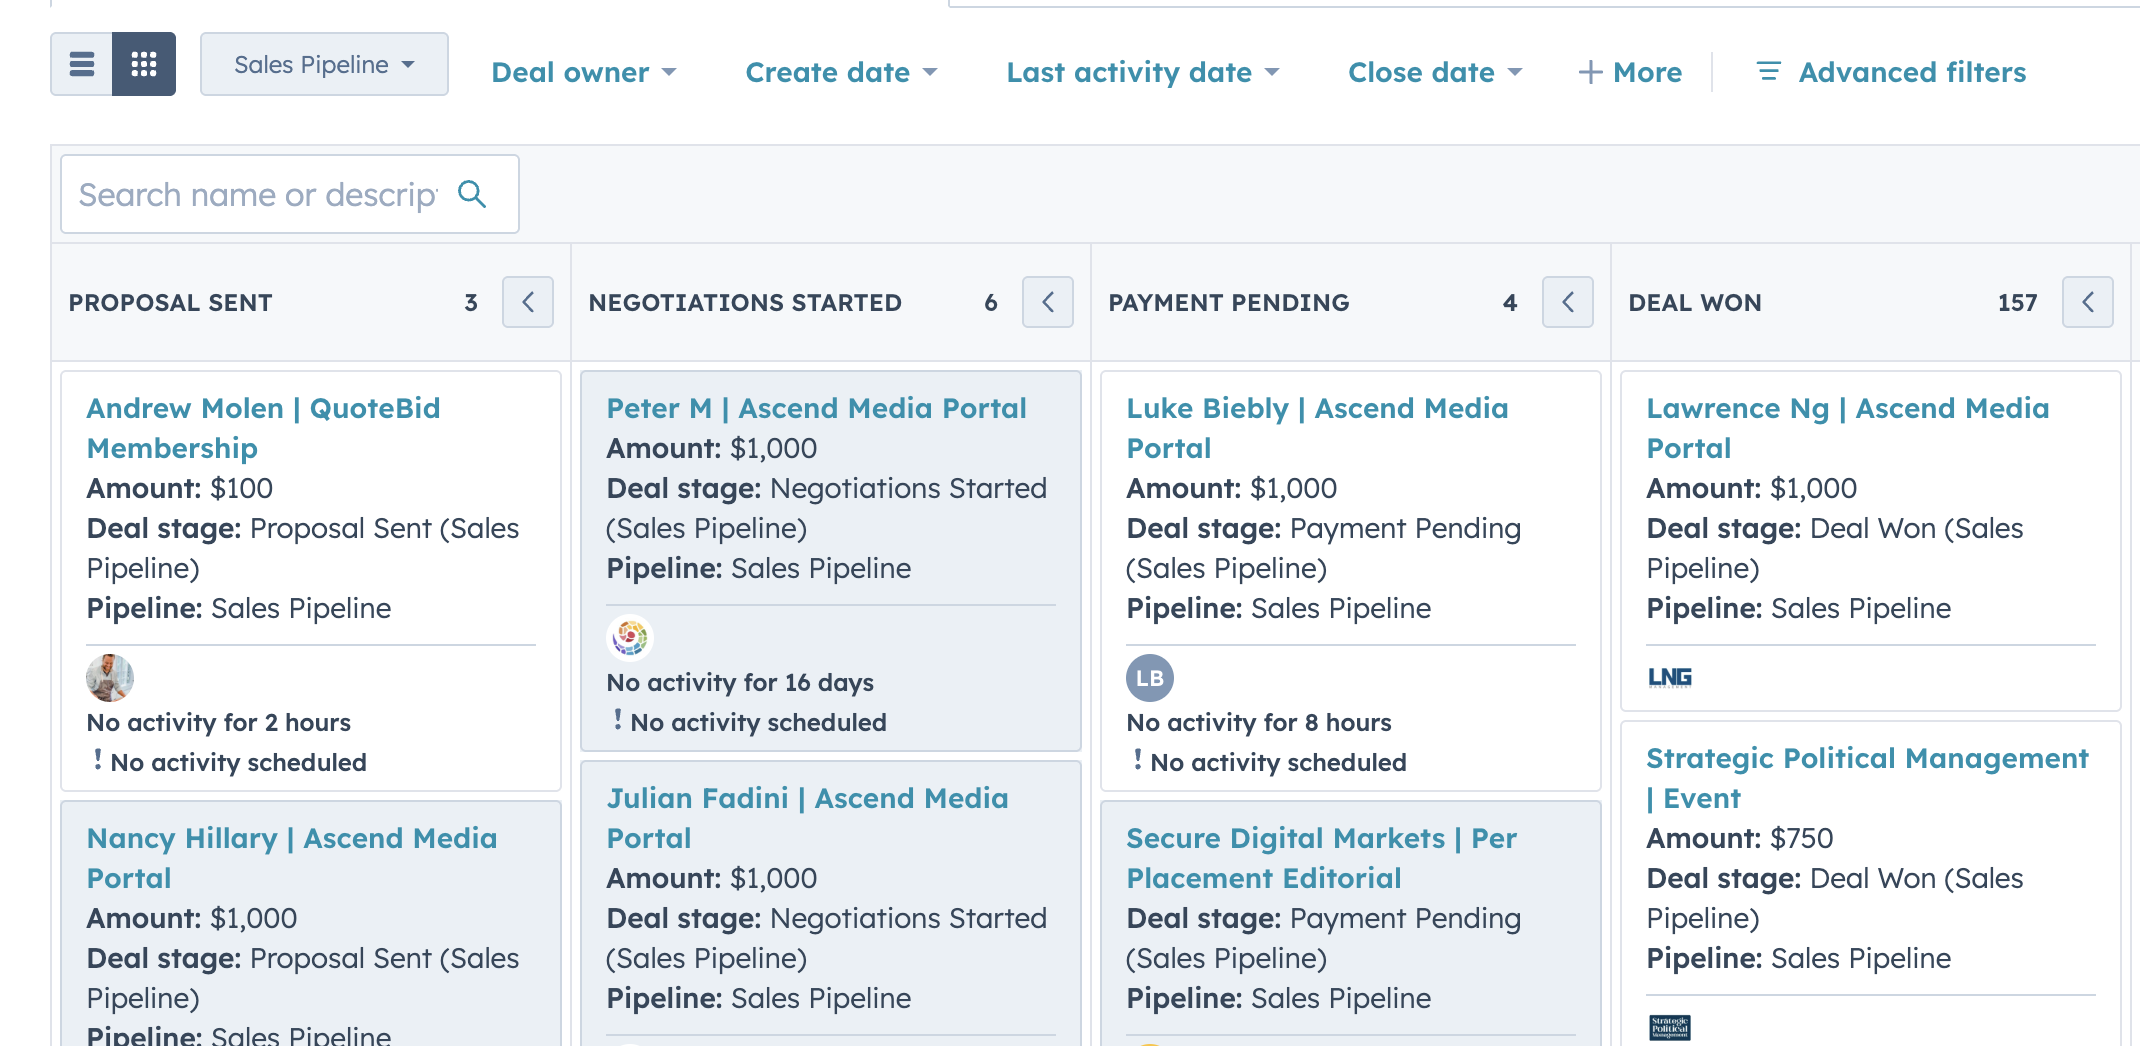 Sales Pipeline
Deal owner
Create date
Last activity date
Close date
+ More
Advanced filters
Search name or descript
PROPOSAL SENT 3
Andrew Molen | QuoteBid
Membership
Amount: $100
Deal stage: Proposal Sent (Sales
Pipeline)
Pipeline: Sales Pipeline
No activity for 2 hours
! No activity scheduled
Nancy Hillary | Ascend Media
Portal
Amount: $1,000
Deal stage: Proposal Sent (Sales
Pipeline)
Pipeline: Sales Pipeline
NEGOTIATIONS STARTED 6
Peter M | Ascend Media Portal
Amount: $1,000
Deal stage: Negotiations Started
(Sales Pipeline)
Pipeline: Sales Pipeline
No activity for 16 days
! No activity scheduled
Julian Fadini | Ascend Media
Portal
Amount: $1,000
Deal stage: Negotiations Started
(Sales Pipeline)
Pipeline: Sales Pipeline
PAYMENT PENDING 4
Luke Biebly | Ascend Media
Portal
Amount: $1,000
Deal stage: Payment Pending
(Sales Pipeline)
Pipeline: Sales Pipeline
LB
No activity for 8 hours
! No activity scheduled
Secure Digital Markets | Per
Placement Editorial
Deal stage: Payment Pending
(Sales Pipeline)
Pipeline: Sales Pipeline
DEAL WON 157
Lawrence Ng | Ascend Media
Portal
Amount: $1,000
Deal stage: Deal Won (Sales
Pipeline)
Pipeline: Sales Pipeline
LNG
Strategic Political Management
| Event
Amount: $750
Deal stage: Deal Won (Sales
Pipeline)
Pipeline: Sales Pipeline
Strategic
Political
Management